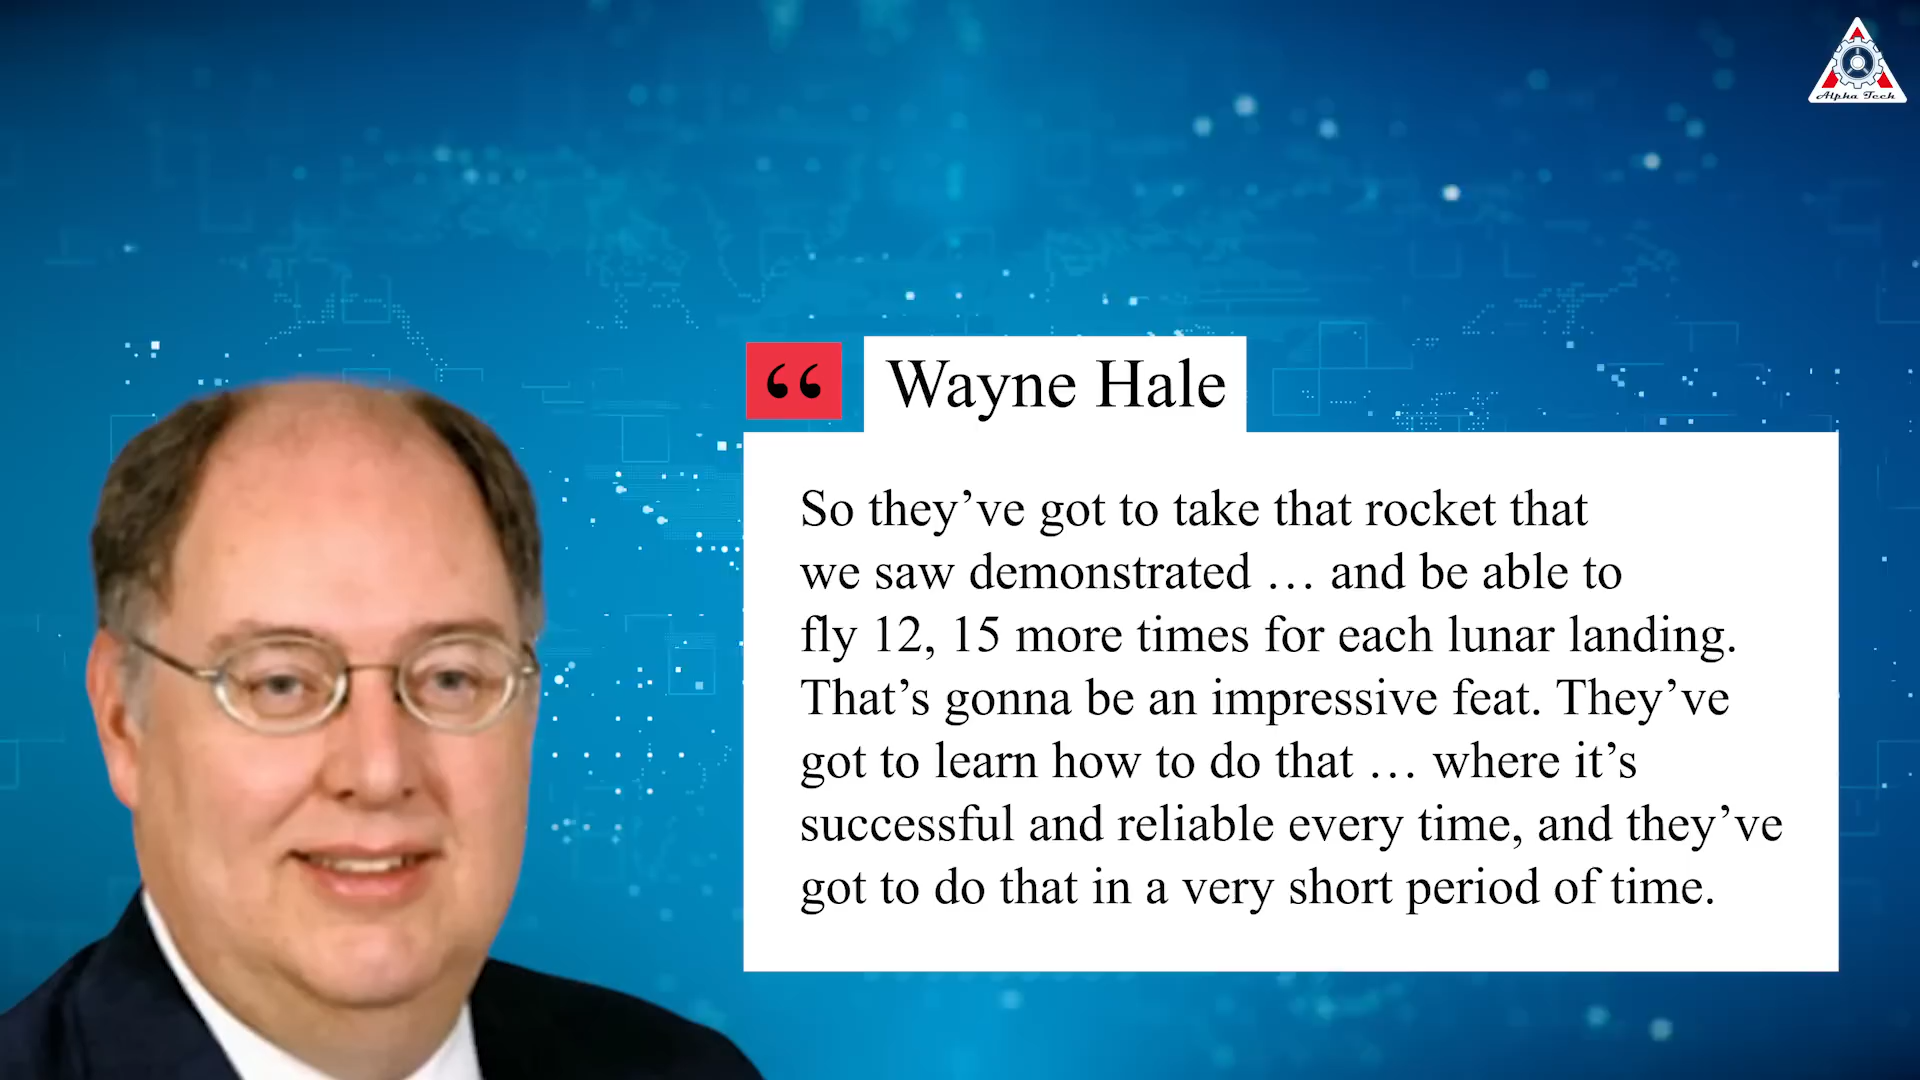 Alpha Tech
“ Wayne Hale
So they’ve got to take that rocket that
we saw demonstrated … and be able to
fly 12, 15 more times for each lunar landing.
That’s gonna be an impressive feat. They’ve
got to learn how to do that … where it’s
successful and reliable every time, and they’ve
got to do that in a very short period of time.